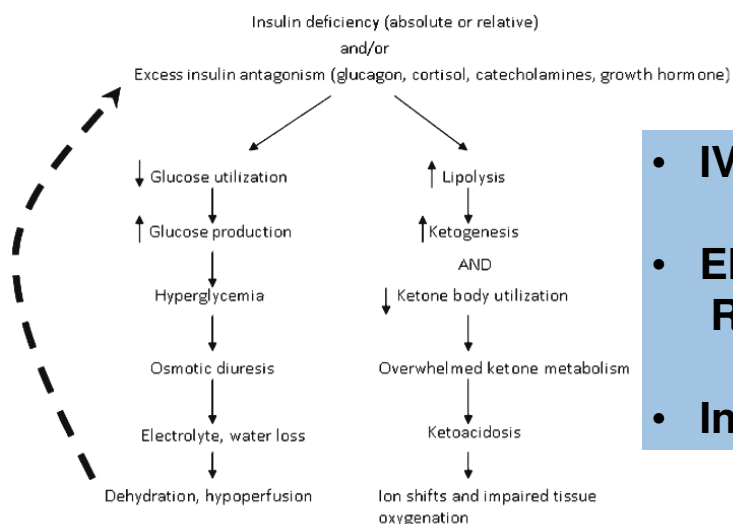 Insulin deficiency (absolute or relative)
and/or
Excess insulin antagonism (glucagon, cortisol, catecholamines, growth hormone)
↓ Glucose utilization
↑ Glucose production
Hyperglycemia
Osmotic diuresis
Electrolyte, water loss
Dehydration, hypoperfusion
↑ Lipolysis
↑ Ketogenesis
AND
↓ Ketone body utilization
Overwhelmed ketone metabolism
Ketoacidosis
Ion shifts and impaired tissue
oxygenation
• IV